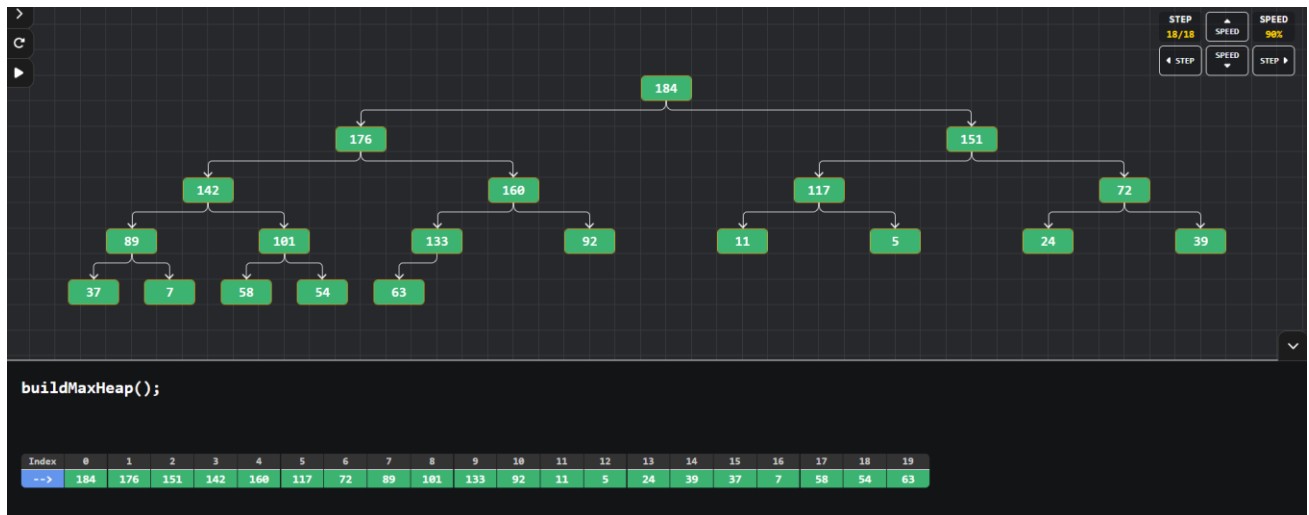 STEP SPEED
18/18 SPEED 90%
STEP SPEED STEP
184
176 151
142 160 117 72
89 101 133 92 11 5 24 39
37 7 58 54 63
buildMaxHeap();
Index 0 1 2 3 4 5 6 7 8 9 10 11 12 13 14 15 16 17 18 19
--> 184 176 151 142 160 117 72 89 101 133 92 11 5 24 39 37 7 58 54 63